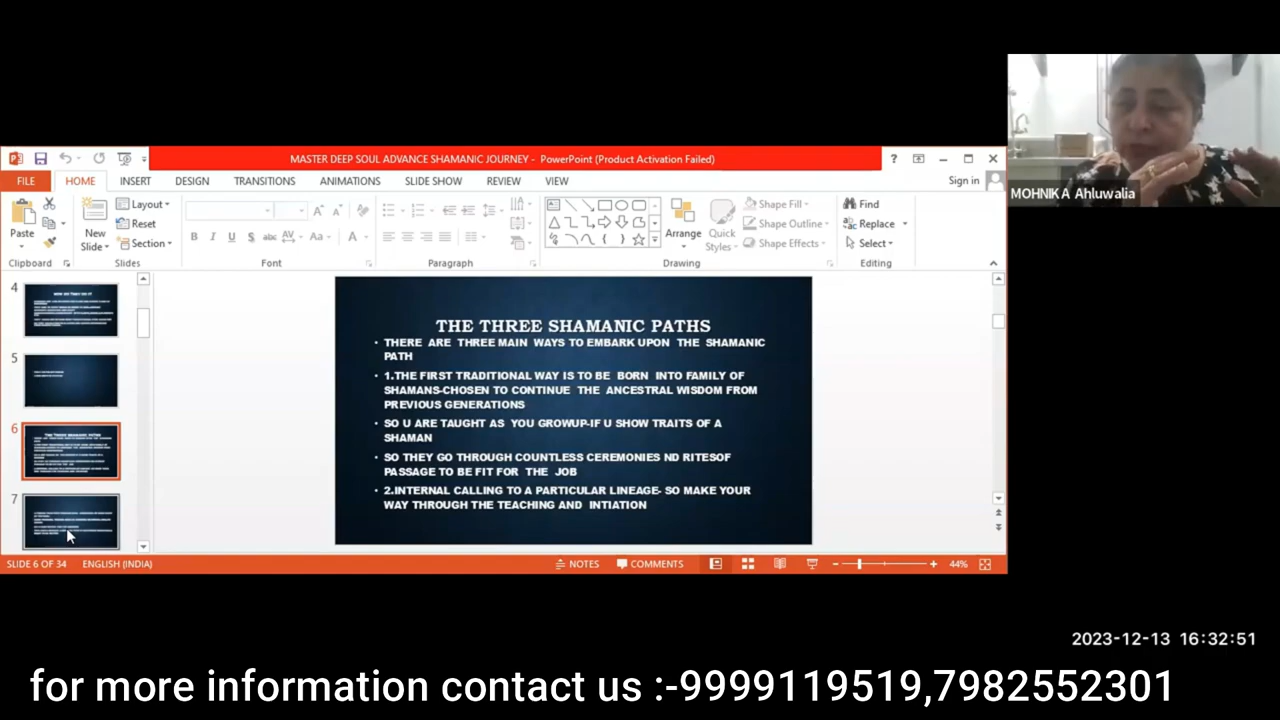 MASTER DEEP SOUL ADVANCE SHAMANIC JOURNEY - PowerPoint (Product Activation Failed)
?
FILE HOME INSERT DESIGN TRANSITIONS ANIMATIONS SLIDE SHOW REVIEW VIEW Sign in
Paste
Clipboard
New
Slide
Layout
Reset
Section
Slides
B I U S abc AV Aa A
Font
Paragraph
Arrange
Quick
Styles
Shape Fill
Shape Outline
Shape Effects
Drawing
Find
Replace
Select
Editing
4
5
6
7
THE THREE SHAMANIC PATHS
• THERE ARE THREE MAIN WAYS TO EMBARK UPON THE SHAMANIC
PATH
• 1.THE FIRST TRADITIONAL WAY IS TO BE BORN INTO FAMILY OF
SHAMANS-CHOSEN TO CONTINUE THE ANCESTRAL WISDOM FROM
PREVIOUS GENERATIONS
• SO U ARE TAUGHT AS YOU GROWUP-IF U SHOW TRAITS OF A
SHAMAN
• SO THEY GO THROUGH COUNTLESS CEREMONIES ND RITESOF
PASSAGE TO BE FIT FOR THE JOB
• 2.INTERNAL CALLING TO A PARTICULAR LINEAGE- SO MAKE YOUR
WAY THROUGH THE TEACHING AND INTIATION
SLIDE 6 OF 34 ENGLISH (INDIA) NOTES COMMENTS 44%
MOHNIKA Ahluwalia
2023-12-13 16:32:51
for more information contact us :-9999119519,7982552301